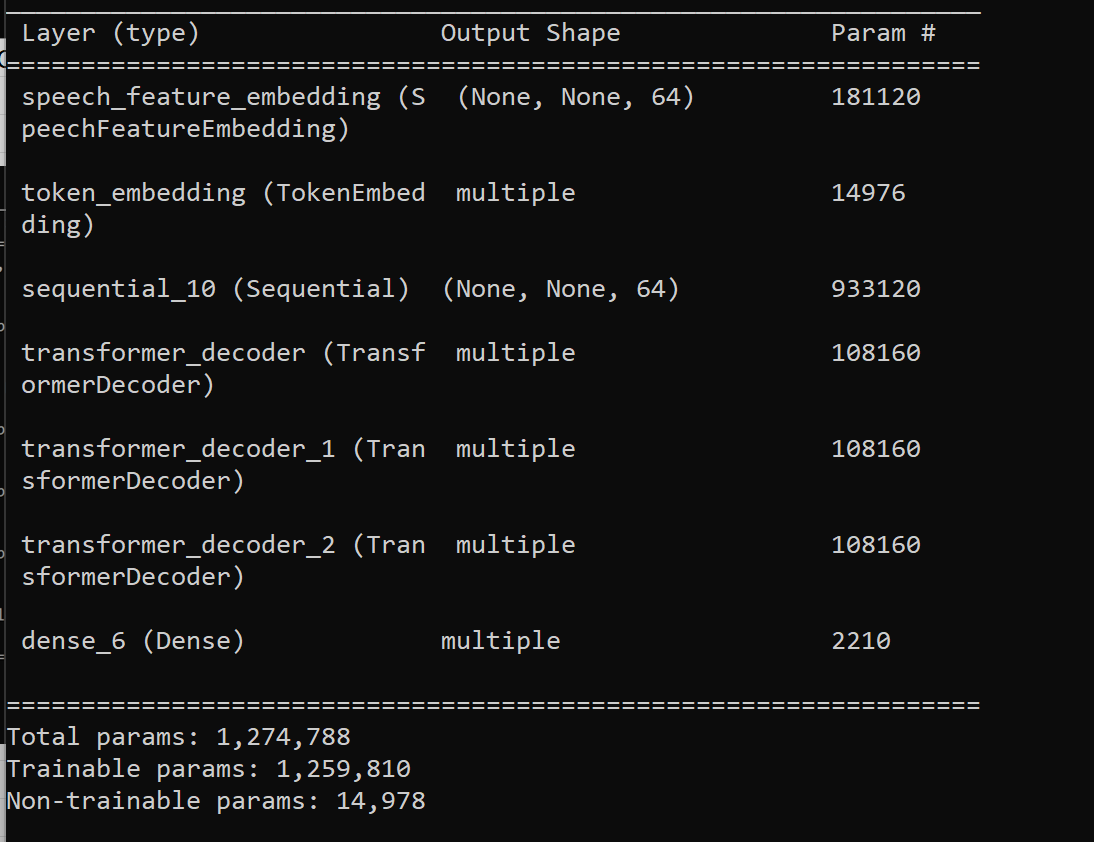 Layer (type) Output Shape Param #
=================================================================
speech_feature_embedding (S (None, None, 64) 181120
peechFeatureEmbedding)
token_embedding (TokenEmbed multiple 14976
ding)
sequential_10 (Sequential) (None, None, 64) 933120
transformer_decoder (Transf multiple 108160
ormerDecoder)
transformer_decoder_1 (Tran multiple 108160
sformerDecoder)
transformer_decoder_2 (Tran multiple 108160
sformerDecoder)
dense_6 (Dense) multiple 2210
=================================================================
Total params: 1,274,788
Trainable params: 1,259,810
Non-trainable params: 14,978